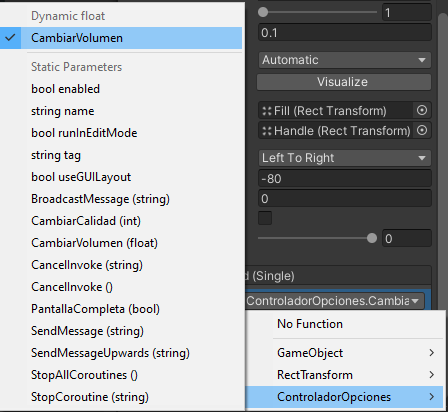 Dynamic float
CambiarVolumen
Static Parameters
bool enabled
string name
bool runInEditMode
string tag
bool useGUILayout
BroadcastMessage (string)
CambiarCalidad (int)
CambiarVolumen (float)
CancelInvoke (string)
CancelInvoke ()
PantallaCompleta (bool)
SendMessage (string)
SendMessageUpwards (string)
StopAllCoroutines ()
StopCoroutine (string)
1
0.1
Automatic
Visualize
Fill (Rect Transform)
Handle (Rect Transform)
Left To Right
-80
0
0
(Single)
ControladorOpciones.Cambia
No Function
GameObject
RectTransform
ControladorOpciones